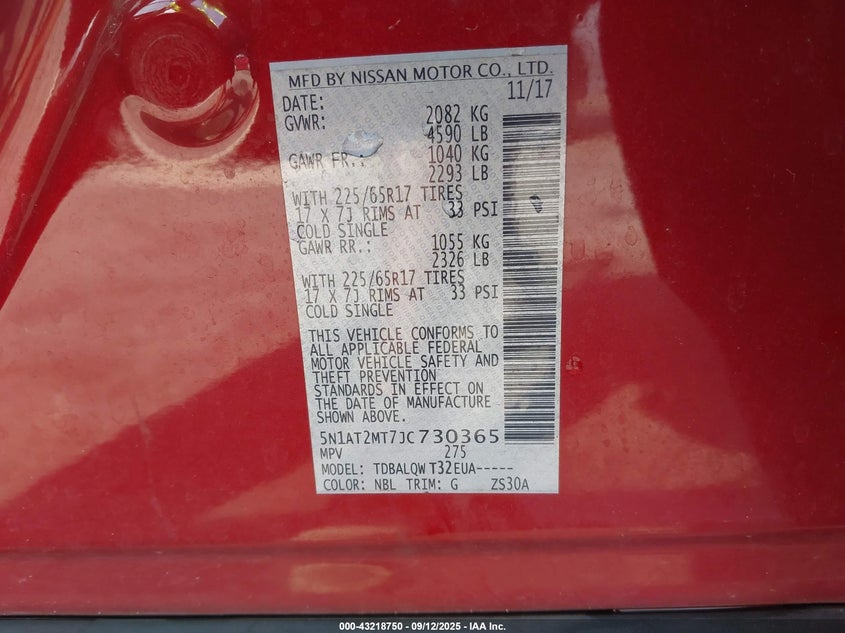 MFD BY NISSAN MOTOR CO., LTD.
DATE: 11/17
GVWR: 2082 KG
4590 LB
GAWR FR.: 1040 KG
2293 LB
WITH 225/65R17 TIRES
17 X 7J RIMS AT 33 PSI
COLD SINGLE
GAWR RR.: 1055 KG
2326 LB
WITH 225/65R17 TIRES
17 X 7J RIMS AT 33 PSI
COLD SINGLE
THIS VEHICLE CONFORMS TO
ALL APPLICABLE FEDERAL
MOTOR VEHICLE SAFETY AND
THEFT PREVENTION
STANDARDS IN EFFECT ON
THE DATE OF MANUFACTURE
SHOWN ABOVE.
5N1AT2MT7JC730365
MPV 275
MODEL: TDBALQW T32EUA-----
COLOR: NBL TRIM: G ZS30A
000-43218750 - 09/12/2025 - IAA Inc.